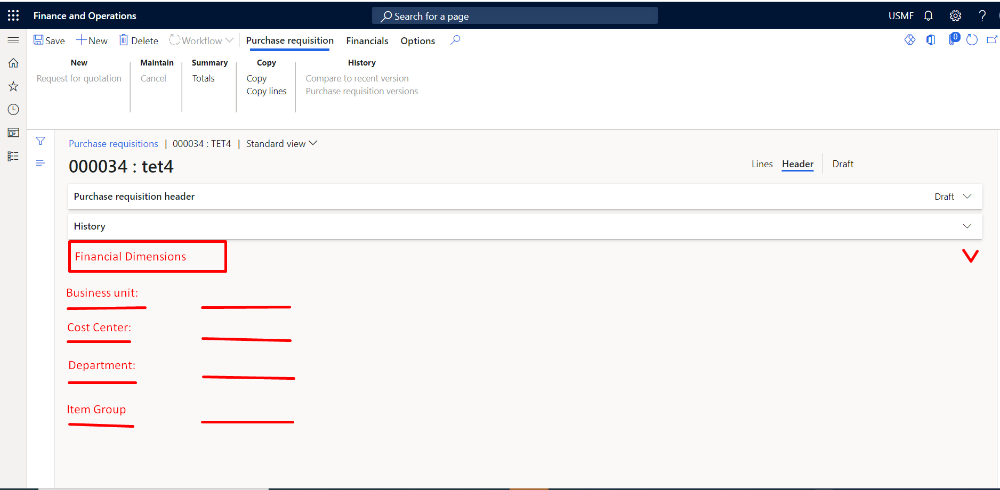 Finance and Operations
Search for a page
USMF
Save
New
Delete
Workflow
Purchase requisition
Financials
Options
0
New
Maintain
Summary
Copy
History
Request for quotation
Cancel
Totals
Copy
Compare to recent version
Copy lines
Purchase requisition versions
Purchase requisitions | 000034 : TET4 | Standard view
000034 : tet4
Lines
Header
Draft
Purchase requisition header
Draft
History
Financial Dimensions
Business unit:
Cost Center:
Department:
Item Group